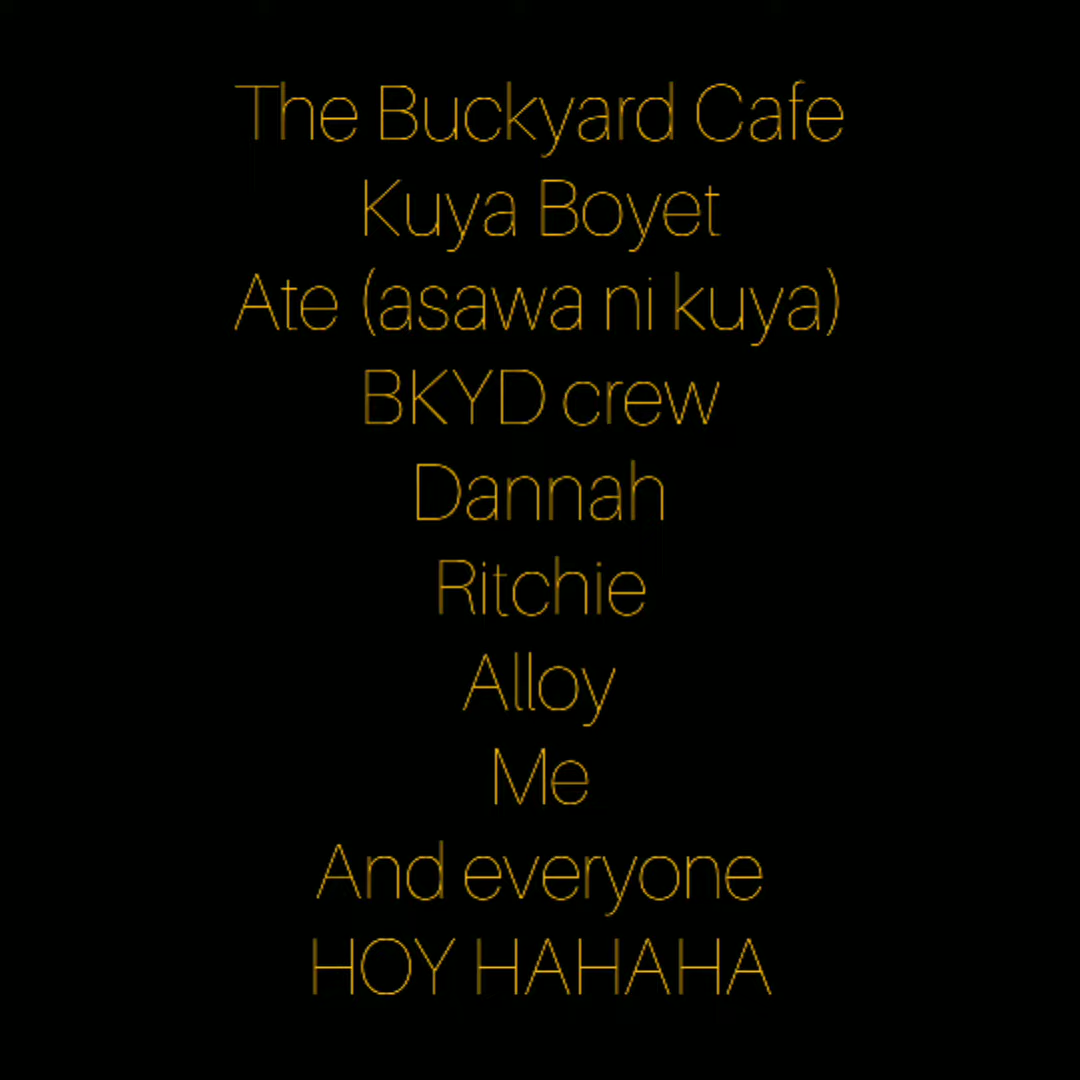 The Buckyard Cafe
Kuya Boyet
Ate (asawa ni kuya)
BKYD crew
Dannah
Ritchie
Alloy
Me
And everyone
HOY HAHAHA